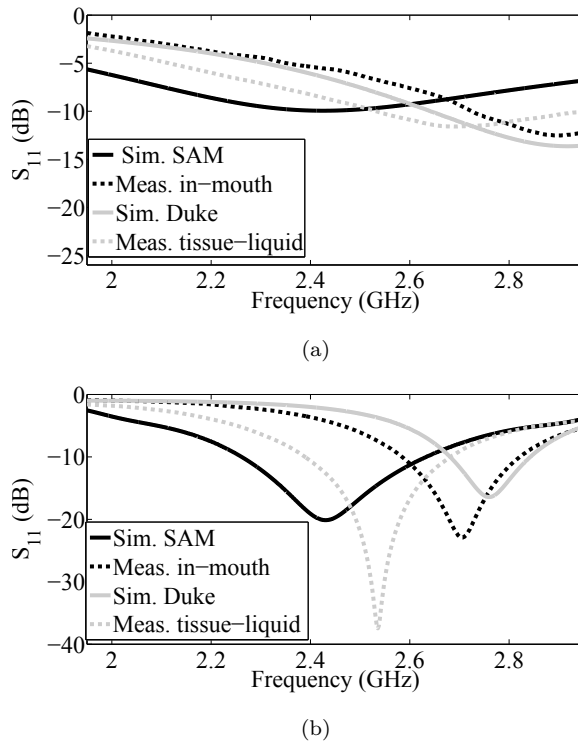 0
−5
−10
−15
−20
−25
S11 (dB)
Sim. SAM
Meas. in−mouth
Sim. Duke
Meas. tissue−liquid
2 2.2 2.4 2.6 2.8
Frequency (GHz)
(a)
0
−10
−20
−30
−40
S11 (dB)
Sim. SAM
Meas. in−mouth
Sim. Duke
Meas. tissue−liquid
2 2.2 2.4 2.6 2.8
Frequency (GHz)
(b)